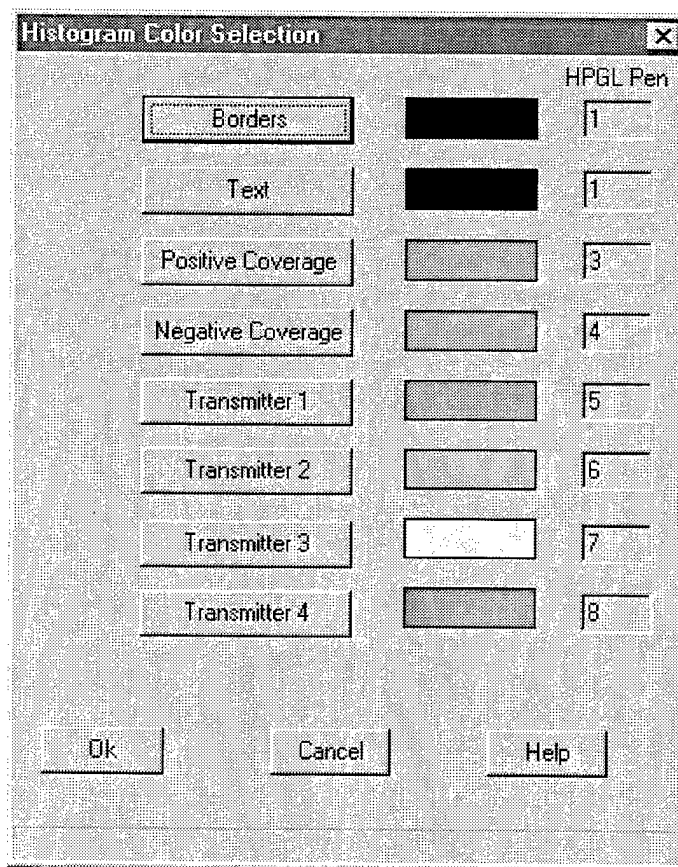 Histogram Color Selection
HPGL Pen
Borders 1
Text 1
Positive Coverage 3
Negative Coverage 4
Transmitter 1 5
Transmitter 2 6
Transmitter 3 7
Transmitter 4 8
Ok Cancel Help